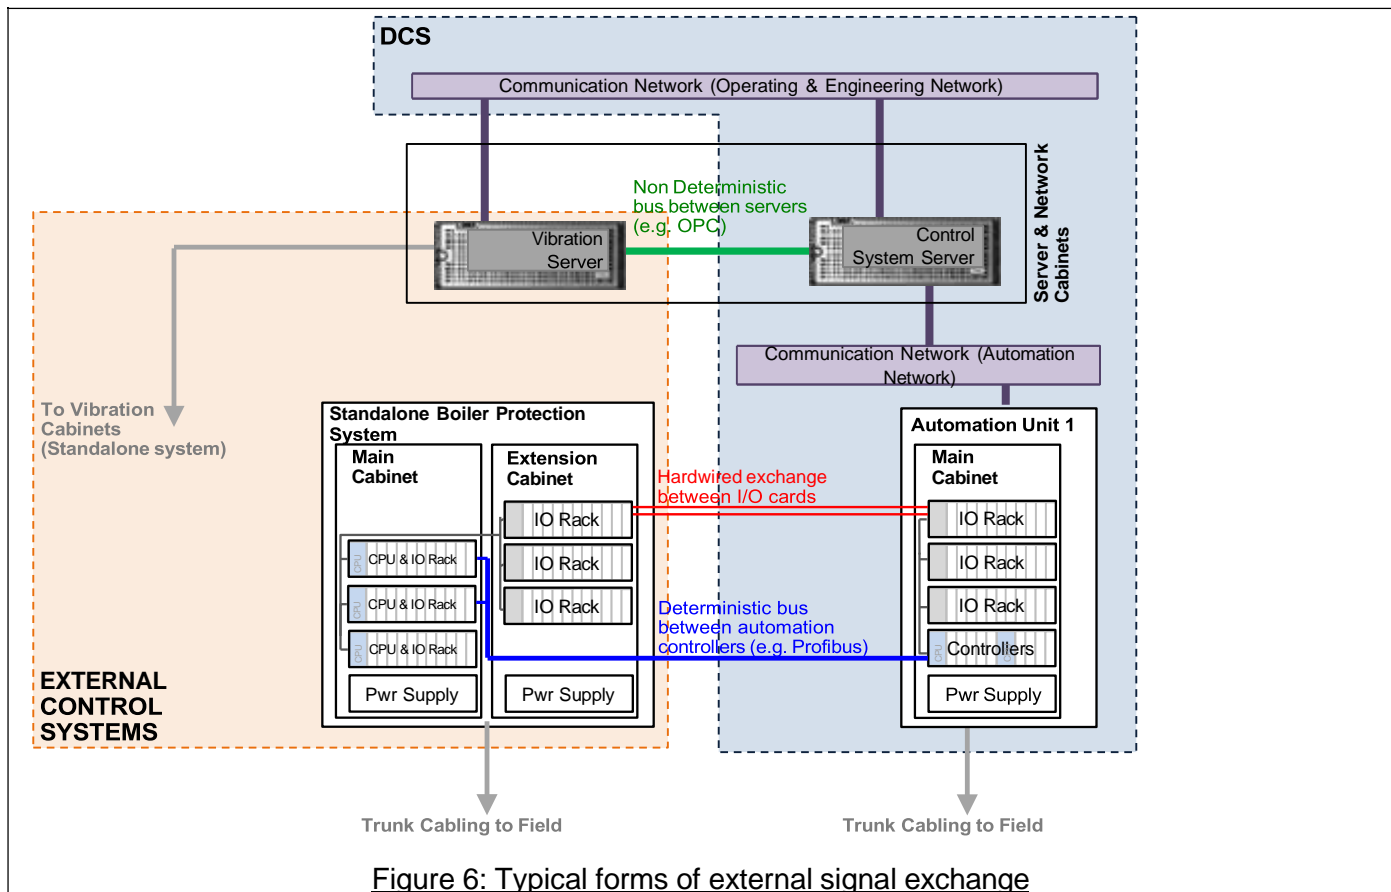 DCS
Communication Network (Operating & Engineering Network)
Server & Network
Cabinets
Non Deterministic
bus between servers
(e.g. OPC)
Vibration
Server
Control
System Server
Communication Network (Automation
Network)
To Vibration
Cabinets
(Standalone system)
Standalone Boiler Protection
System
Main
Cabinet
CPU
CPU & IO Rack
CPU
CPU & IO Rack
CPU
CPU & IO Rack
Pwr Supply
Extension
Cabinet
IO Rack
IO Rack
IO Rack
Pwr Supply
Hardwired exchange
between I/O cards
Deterministic bus
between automation
controllers (e.g. Profibus)
Automation Unit 1
Main
Cabinet
IO Rack
IO Rack
IO Rack
CPU
CPU
Controllers
Pwr Supply
EXTERNAL
CONTROL
SYSTEMS
Trunk Cabling to Field
Trunk Cabling to Field
Figure 6: Typical forms of external signal exchange